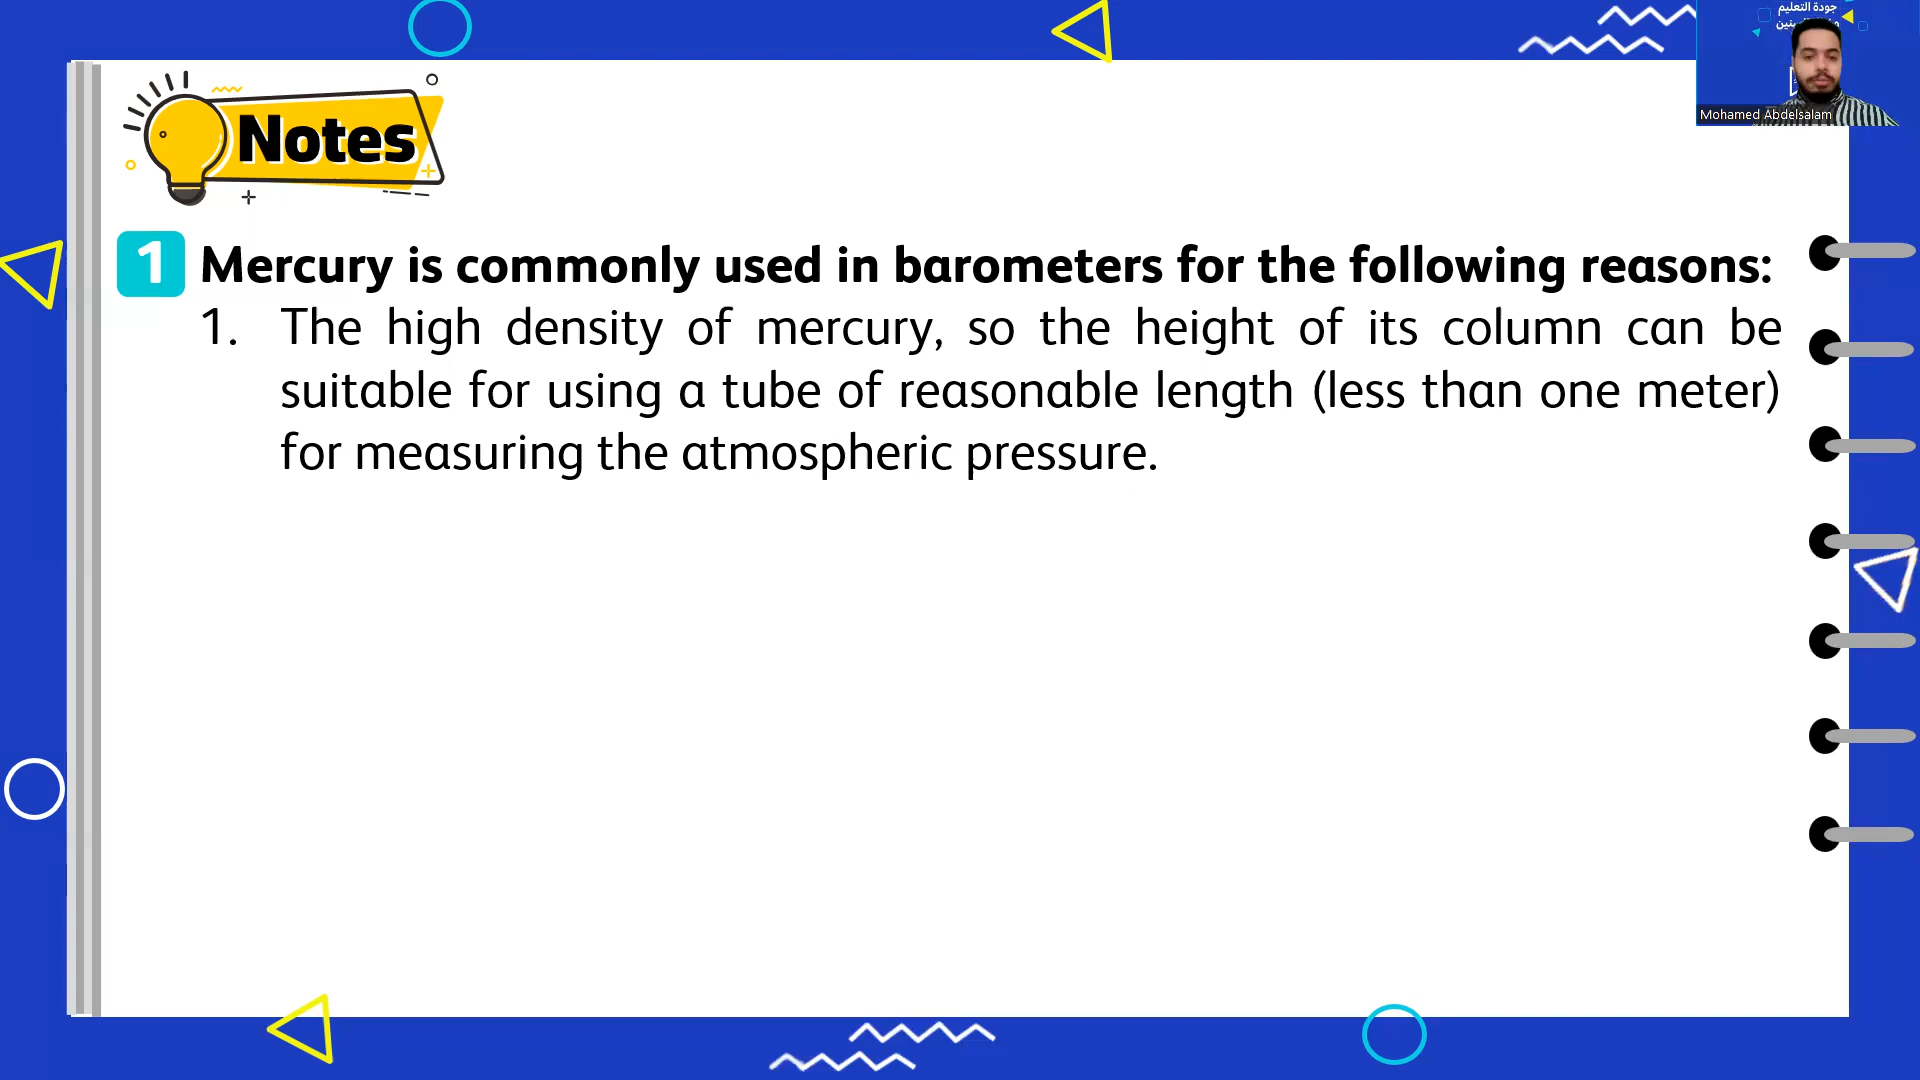 جودة التعليم
Mohamed Abdelsalam
Notes
1 Mercury is commonly used in barometers for the following reasons:
1. The high density of mercury, so the height of its column can be
suitable for using a tube of reasonable length (less than one meter)
for measuring the atmospheric pressure.